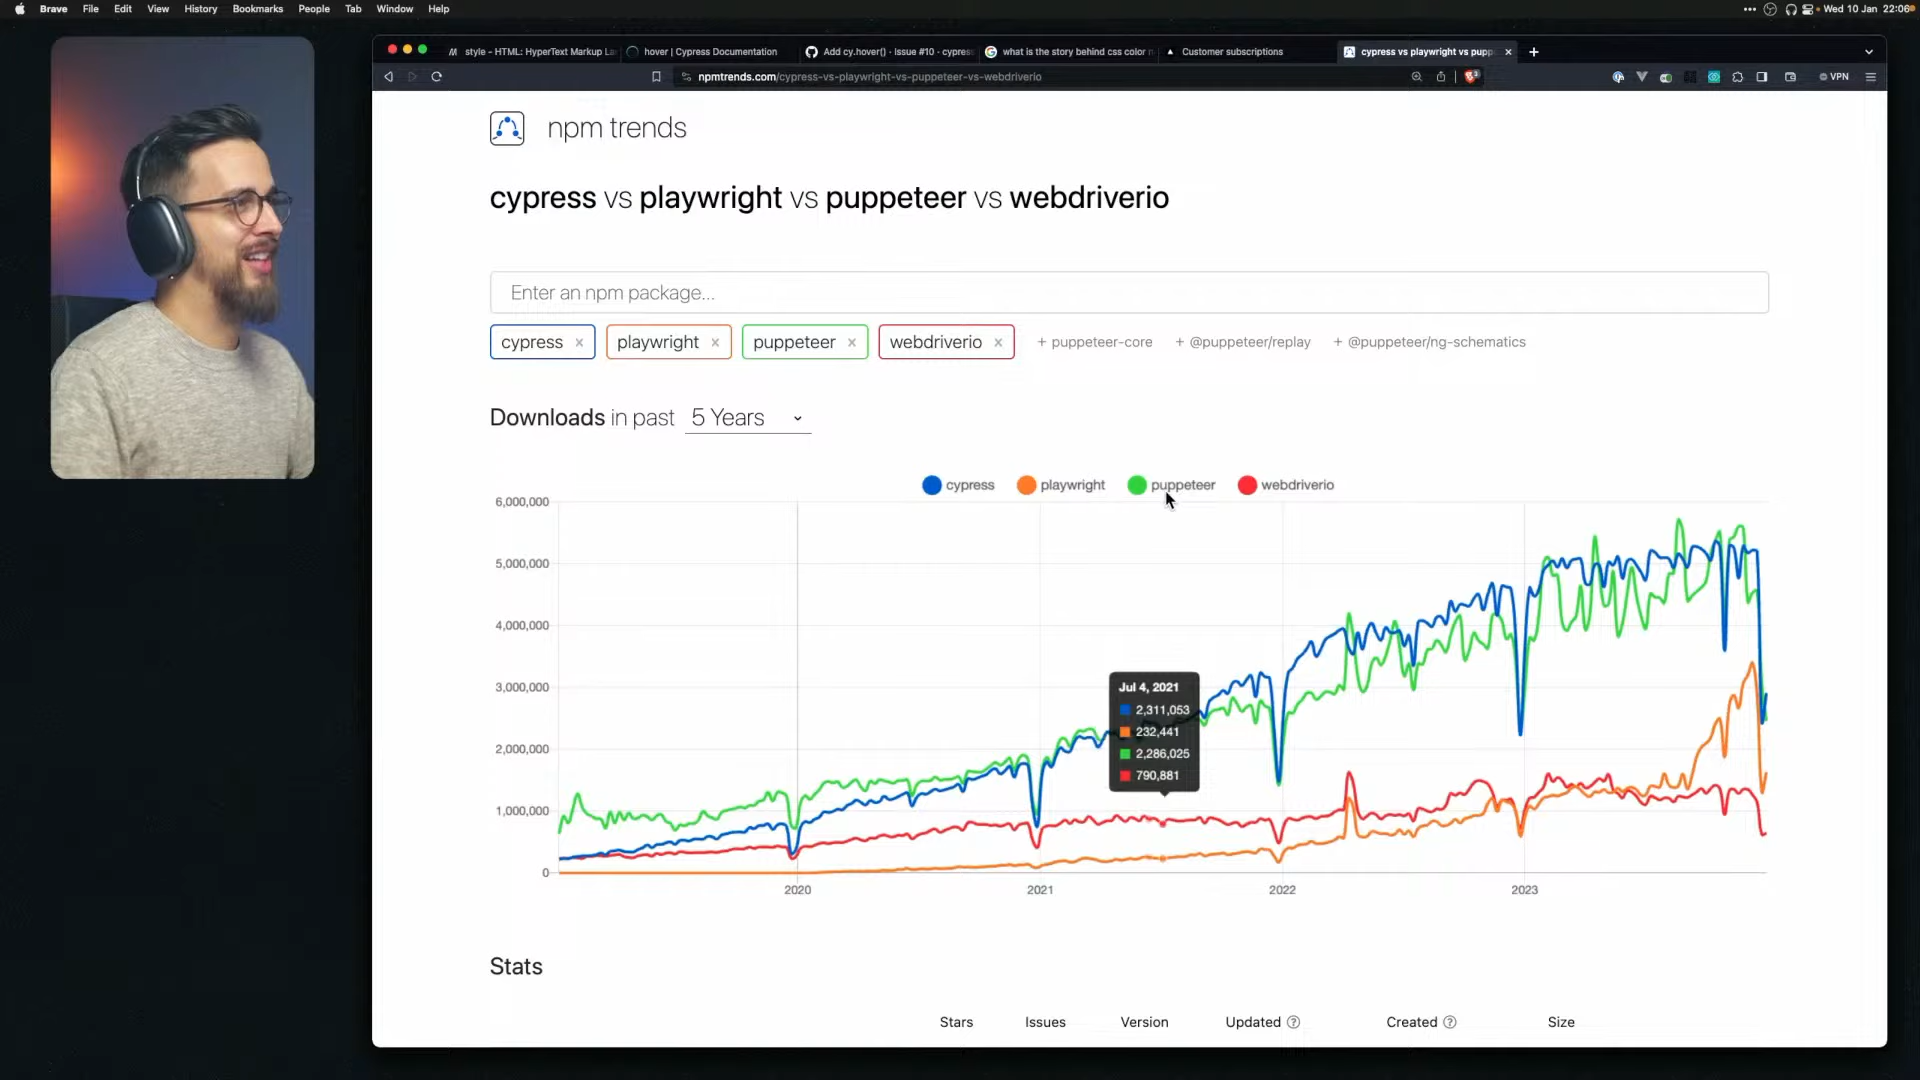 Brave File Edit View History Bookmarks People Tab Window Help
Wed 10 Jan 22:06
style - HTML: HyperText Markup La
hover | Cypress Documentation
Add cy.hover() · Issue #10 · cypres
what is the story behind css color n
Customer subscriptions
cypress vs playwright vs pupp
npmtrends.com/cypress-vs-playwright-vs-puppeteer-vs-webdriverio
VPN
npm trends
cypress vs playwright vs puppeteer vs webdriverio
Enter an npm package...
cypress × playwright × puppeteer × webdriverio × + puppeteer-core + @puppeteer/replay + @puppeteer/ng-schematics
Downloads in past 5 Years
cypress playwright puppeteer webdriverio
6,000,000
5,000,000
4,000,000
3,000,000
2,000,000
1,000,000
0
Jul 4, 2021
2,311,053
232,441
2,286,025
790,881
2020 2021 2022 2023
Stats
Stars Issues Version Updated ? Created ? Size